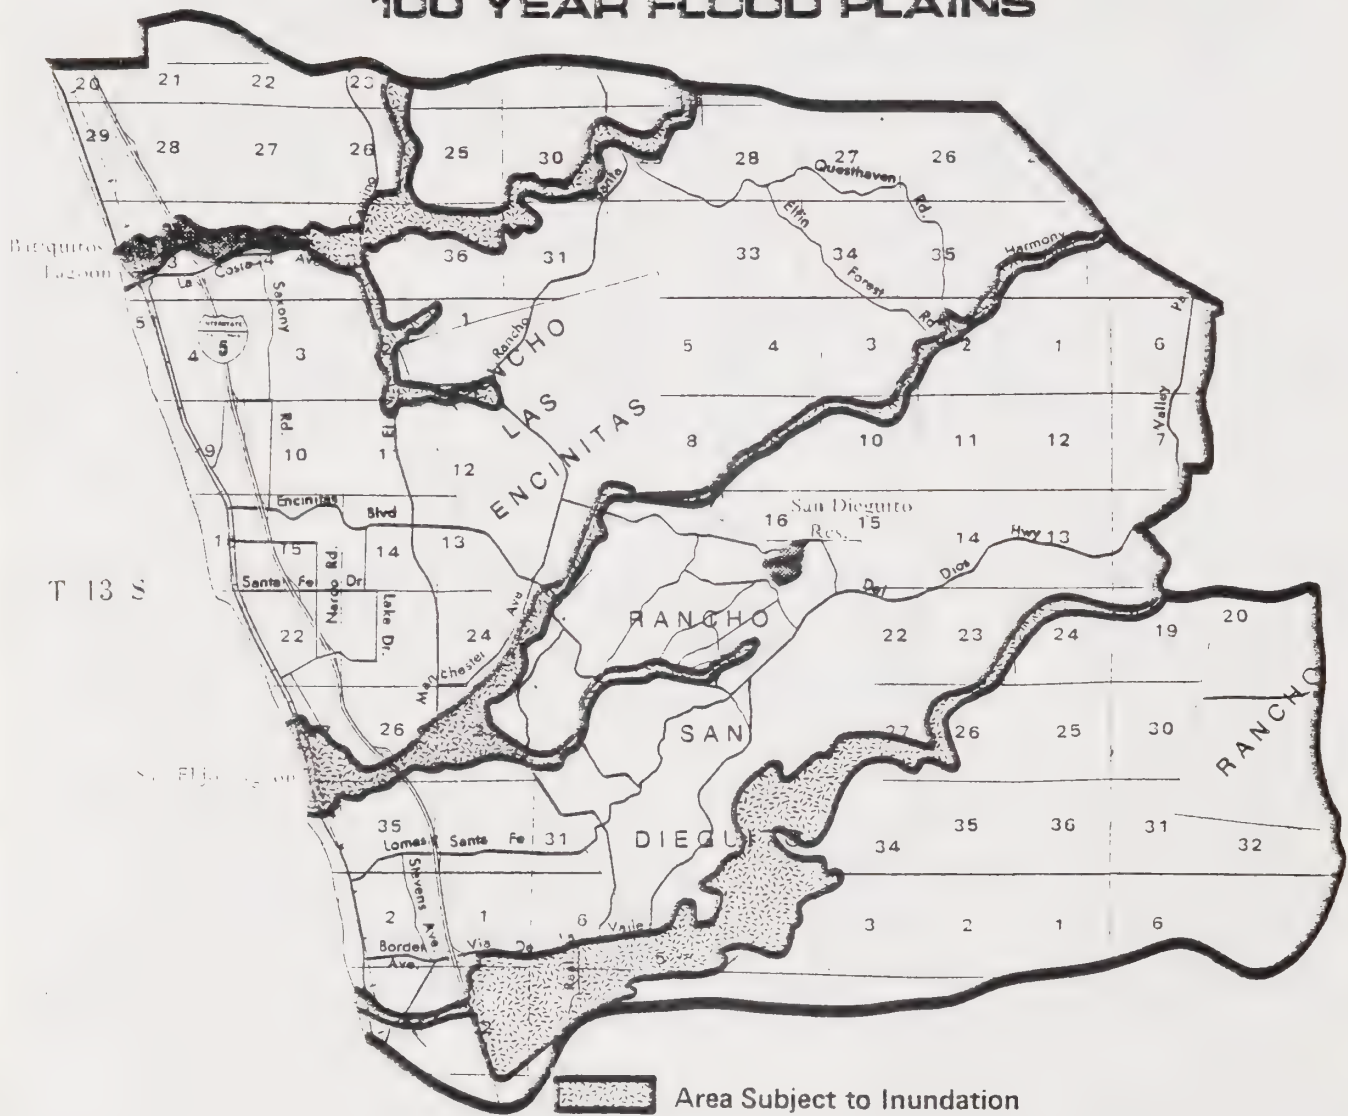 100 YEAR FLOOD PLAINS
20 21 22 23
29 28 27 26 25 30 28 27 26
Questhaven Rd.
Elfin Forest Rd.
Harmony
Batiquitos
Lagoon
36 31 33 34 35
La Costa Ave
Saxony Rd.
INTERSTATE
5
5 4 3 1 5 4 3 2 1 6
Rancho
LAS
ENCINITAS
Valley
9 10 12 8 10 11 12 7
Encinitas Blvd
San Dieguito
Res.
16 15 14 13
Del Dios Hwy
15 14 13
T 13 S
Santa Fe Dr
Nardo Rd.
Lake Dr.
Manchester Ave
22 24
RANCHO
22 23 24 19 20
26
SAN
27 26 25 30
RANCHO
Lagoon
35
Lomas Santa Fe 31
DIEGUITO
34 35 36 31 32
Stevens Ave.
2 1 6
Via De La Valle
3 2 1 6
Border
Ave.
5
Area Subject to Inundation